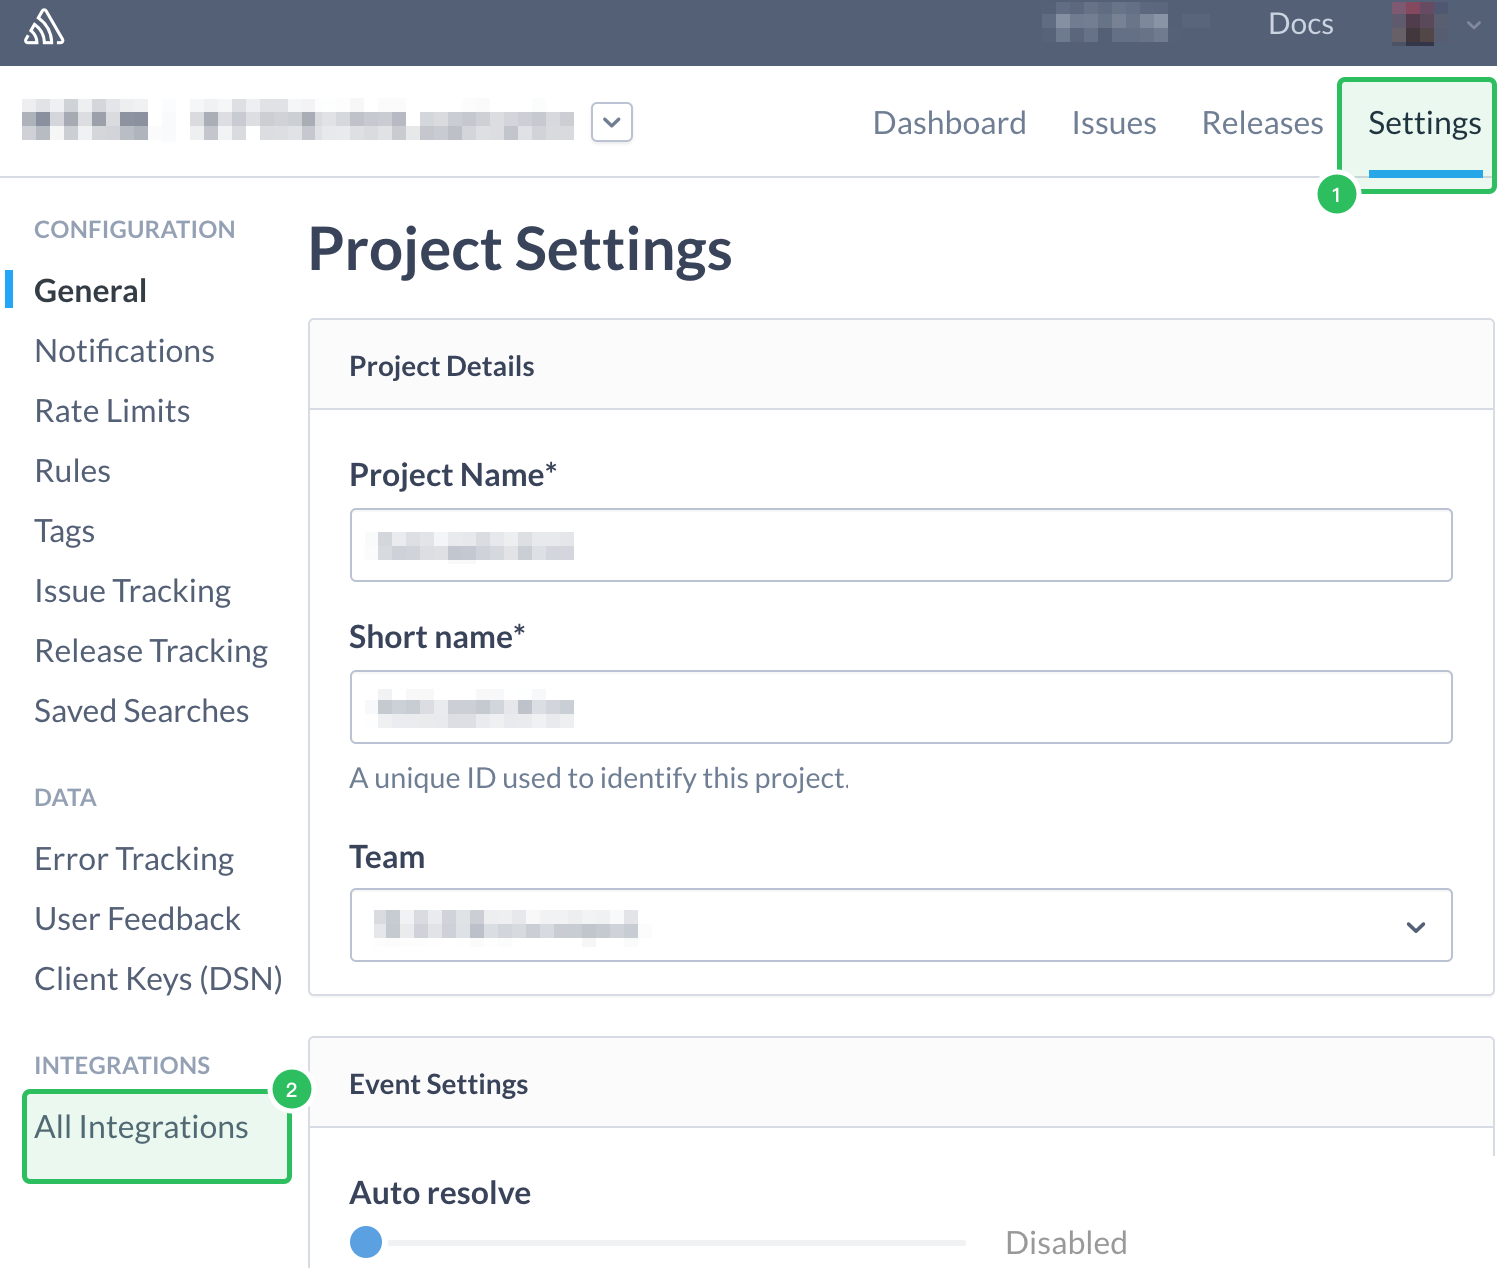 Docs
Dashboard Issues Releases Settings
1
CONFIGURATION
General
Notifications
Rate Limits
Rules
Tags
Issue Tracking
Release Tracking
Saved Searches
DATA
Error Tracking
User Feedback
Client Keys (DSN)
INTEGRATIONS
2
All Integrations
Project Settings
Project Details
Project Name*
Short name*
A unique ID used to identify this project.
Team
Event Settings
Auto resolve
Disabled